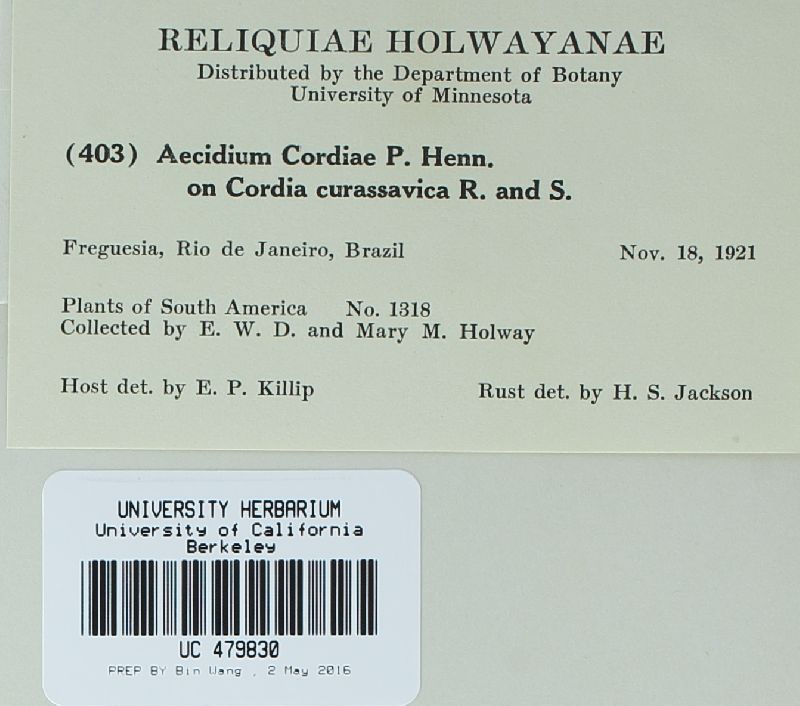 RELIQUIAE HOLWAYANAE
Distributed by the Department of Botany
University of Minnesota
(403) Aecidium Cordiae P. Henn.
on Cordia curassavica R. and S.
Freguesia, Rio de Janeiro, Brazil Nov. 18, 1921
Plants of South America No. 1318
Collected by E. W. D. and Mary M. Holway
Host det. by E. P. Killip Rust det. by H. S. Jackson
UNIVERSITY HERBARIUM
University of California
Berkeley
UC 479830
PREP BY Bin Wang , 2 May 2016